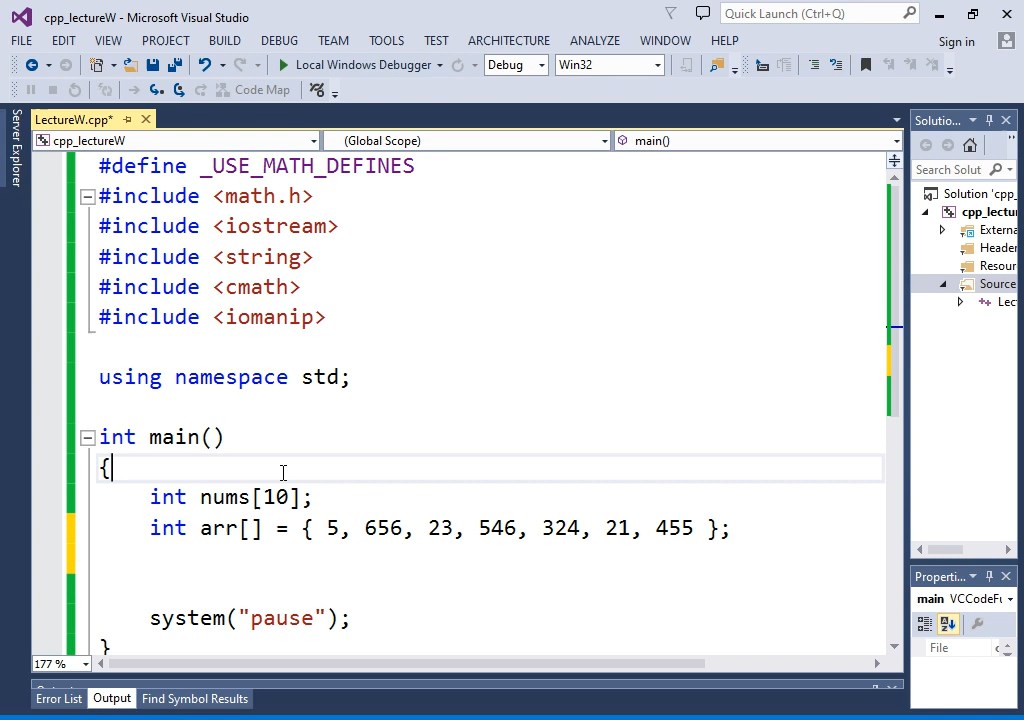 cpp_lectureW - Microsoft Visual Studio
Quick Launch (Ctrl+Q)
FILE EDIT VIEW PROJECT BUILD DEBUG TEAM TOOLS TEST ARCHITECTURE ANALYZE WINDOW HELP
Sign in
Local Windows Debugger Debug Win32
Code Map
Server Explorer
LectureW.cpp*
cpp_lectureW (Global Scope) main()
#define _USE_MATH_DEFINES
#include <math.h>
#include <iostream>
#include <string>
#include <cmath>
#include <iomanip>
using namespace std;
int main()
{
int nums[10];
int arr[] = { 5, 656, 23, 546, 324, 21, 455 };
system("pause");
}
177 %
Solutio...
Search Solut
Solution 'cpp_
cpp_lectu
Externa
Header
Resour
Source
Lec
Properti...
main VCCodeFu
File
Error List Output Find Symbol Results